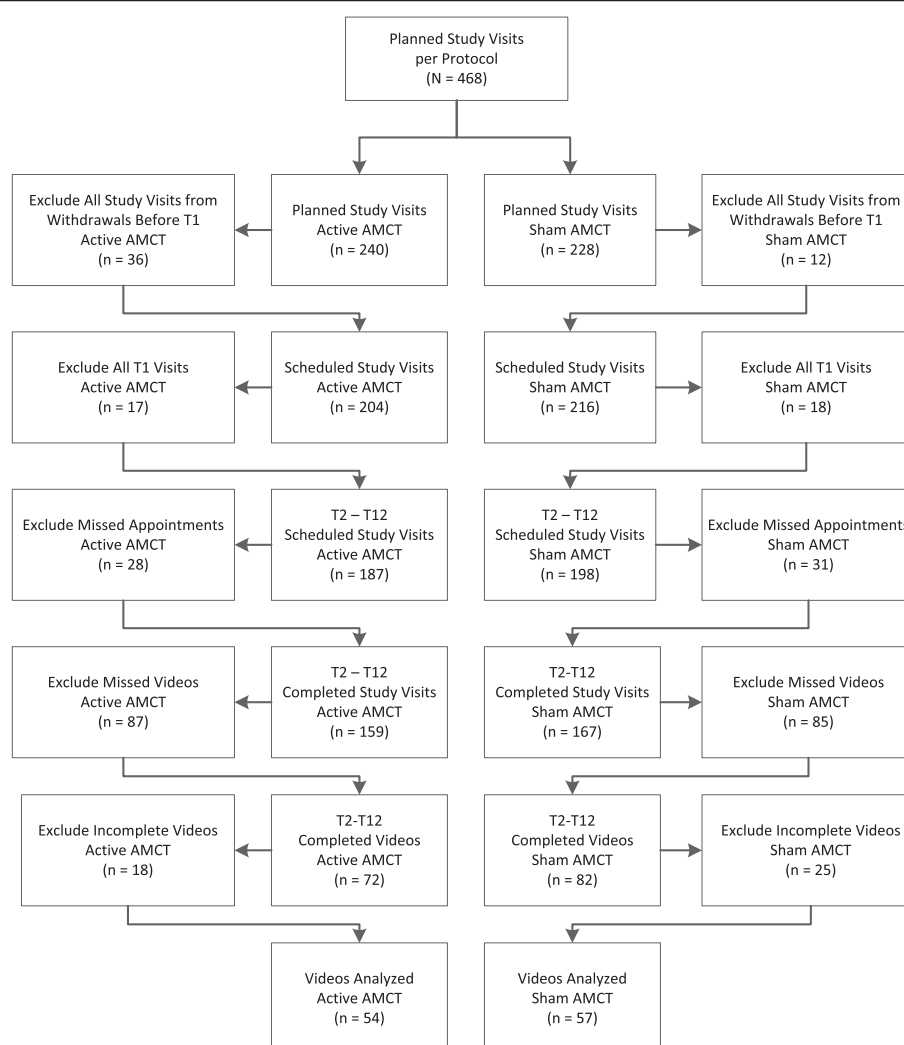 Planned Study Visits
per Protocol
(N = 468)
Exclude All Study Visits from
Withdrawals Before T1
Active AMCT
(n = 36)
Planned Study Visits
Active AMCT
(n = 240)
Planned Study Visits
Sham AMCT
(n = 228)
Exclude All Study Visits from
Withdrawals Before T1
Sham AMCT
(n = 12)
Exclude All T1 Visits
Active AMCT
(n = 17)
Scheduled Study Visits
Active AMCT
(n = 204)
Scheduled Study Visits
Sham AMCT
(n = 216)
Exclude All T1 Visits
Sham AMCT
(n = 18)
Exclude Missed Appointments
Active AMCT
(n = 28)
T2 – T12
Scheduled Study Visits
Active AMCT
(n = 187)
T2 – T12
Scheduled Study Visits
Sham AMCT
(n = 198)
Exclude Missed Appointments
Sham AMCT
(n = 31)
Exclude Missed Videos
Active AMCT
(n = 87)
T2 – T12
Completed Study Visits
Active AMCT
(n = 159)
T2-T12
Completed Study Visits
Sham AMCT
(n = 167)
Exclude Missed Videos
Sham AMCT
(n = 85)
Exclude Incomplete Videos
Active AMCT
(n = 18)
T2-T12
Completed Videos
Active AMCT
(n = 72)
T2-T12
Completed Videos
Sham AMCT
(n = 82)
Exclude Incomplete Videos
Sham AMCT
(n = 25)
Videos Analyzed
Active AMCT
(n = 54)
Videos Analyzed
Sham AMCT
(n = 57)